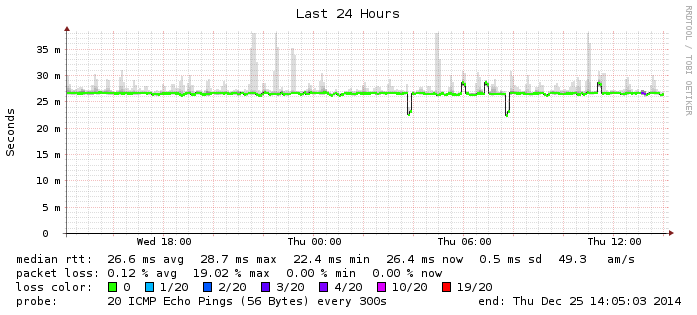 Last 24 Hours
RRDTOOL / TOBI OETIKER
Seconds
35 m
30 m
25 m
20 m
15 m
10 m
5 m
0
Wed 18:00 Thu 00:00 Thu 06:00 Thu 12:00
median rtt: 26.6 ms avg 28.7 ms max 22.4 ms min 26.4 ms now 0.5 ms sd 49.3 am/s
packet loss: 0.12 % avg 19.02 % max 0.00 % min 0.00 % now
loss color: 0 1/20 2/20 3/20 4/20 10/20 19/20
probe: 20 ICMP Echo Pings (56 Bytes) every 300s end: Thu Dec 25 14:05:03 2014